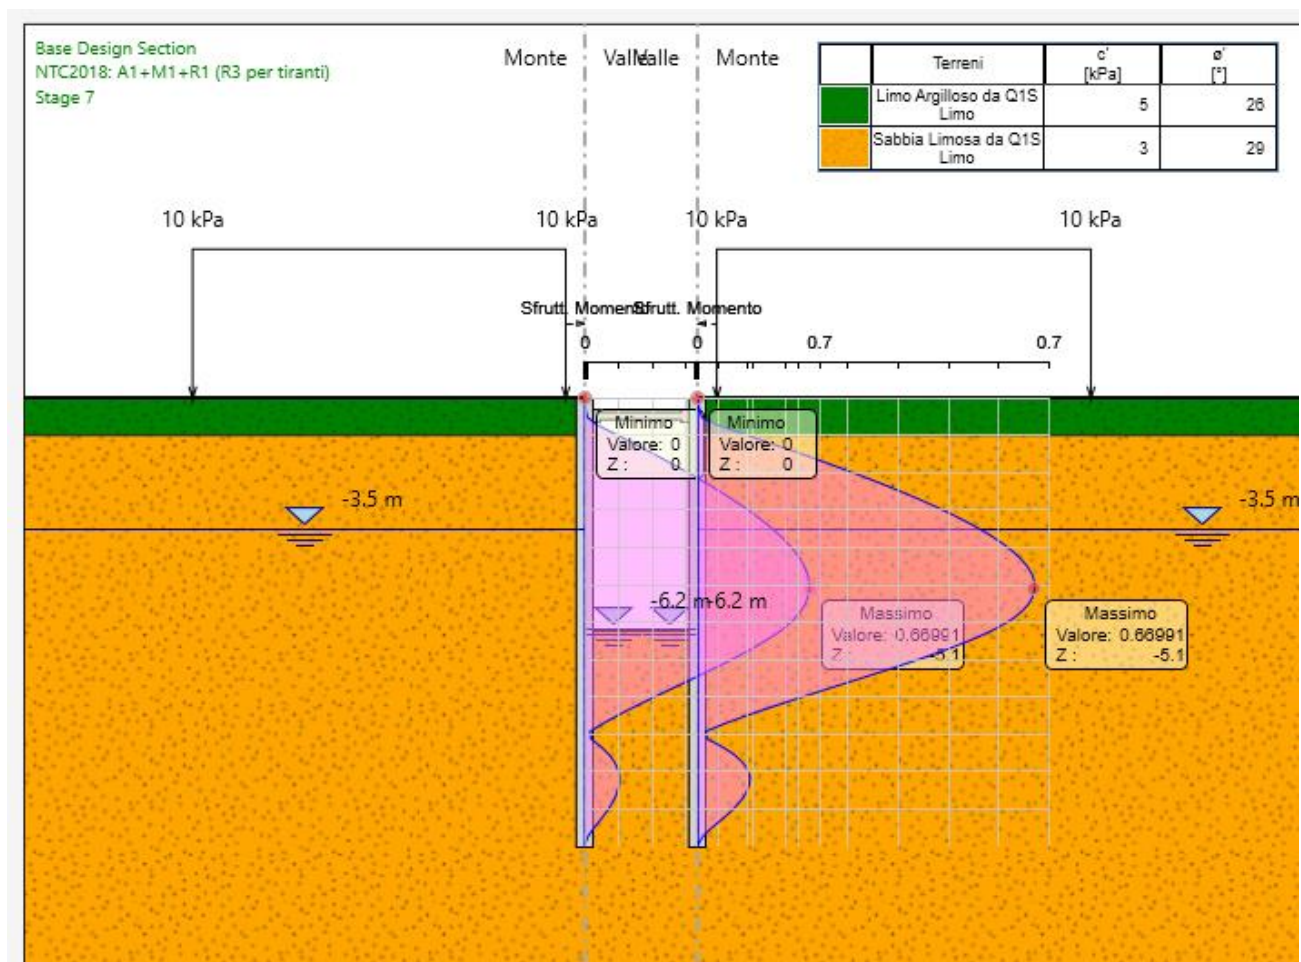 Base Design Section
NTC2018: A1+M1+R1 (R3 per tiranti)
Stage 7
Monte Valle Valle Monte
Terreni c' [kPa] ø' [°]
Limo Argilloso da Q1S Limo 5 26
Sabbia Limosa da Q1S Limo 3 29
10 kPa 10 kPa 10 kPa 10 kPa
Sfrutt. Momento Sfrutt. Momento
0 0 0.7 0.7
Minimo
Valore: 0
Z : 0
Minimo
Valore: 0
Z : 0
-3.5 m -3.5 m
-6.2 m -6.2 m
Massimo
Valore: 0.66991
Z : -5.1
Massimo
Valore: 0.66991
Z : -5.1